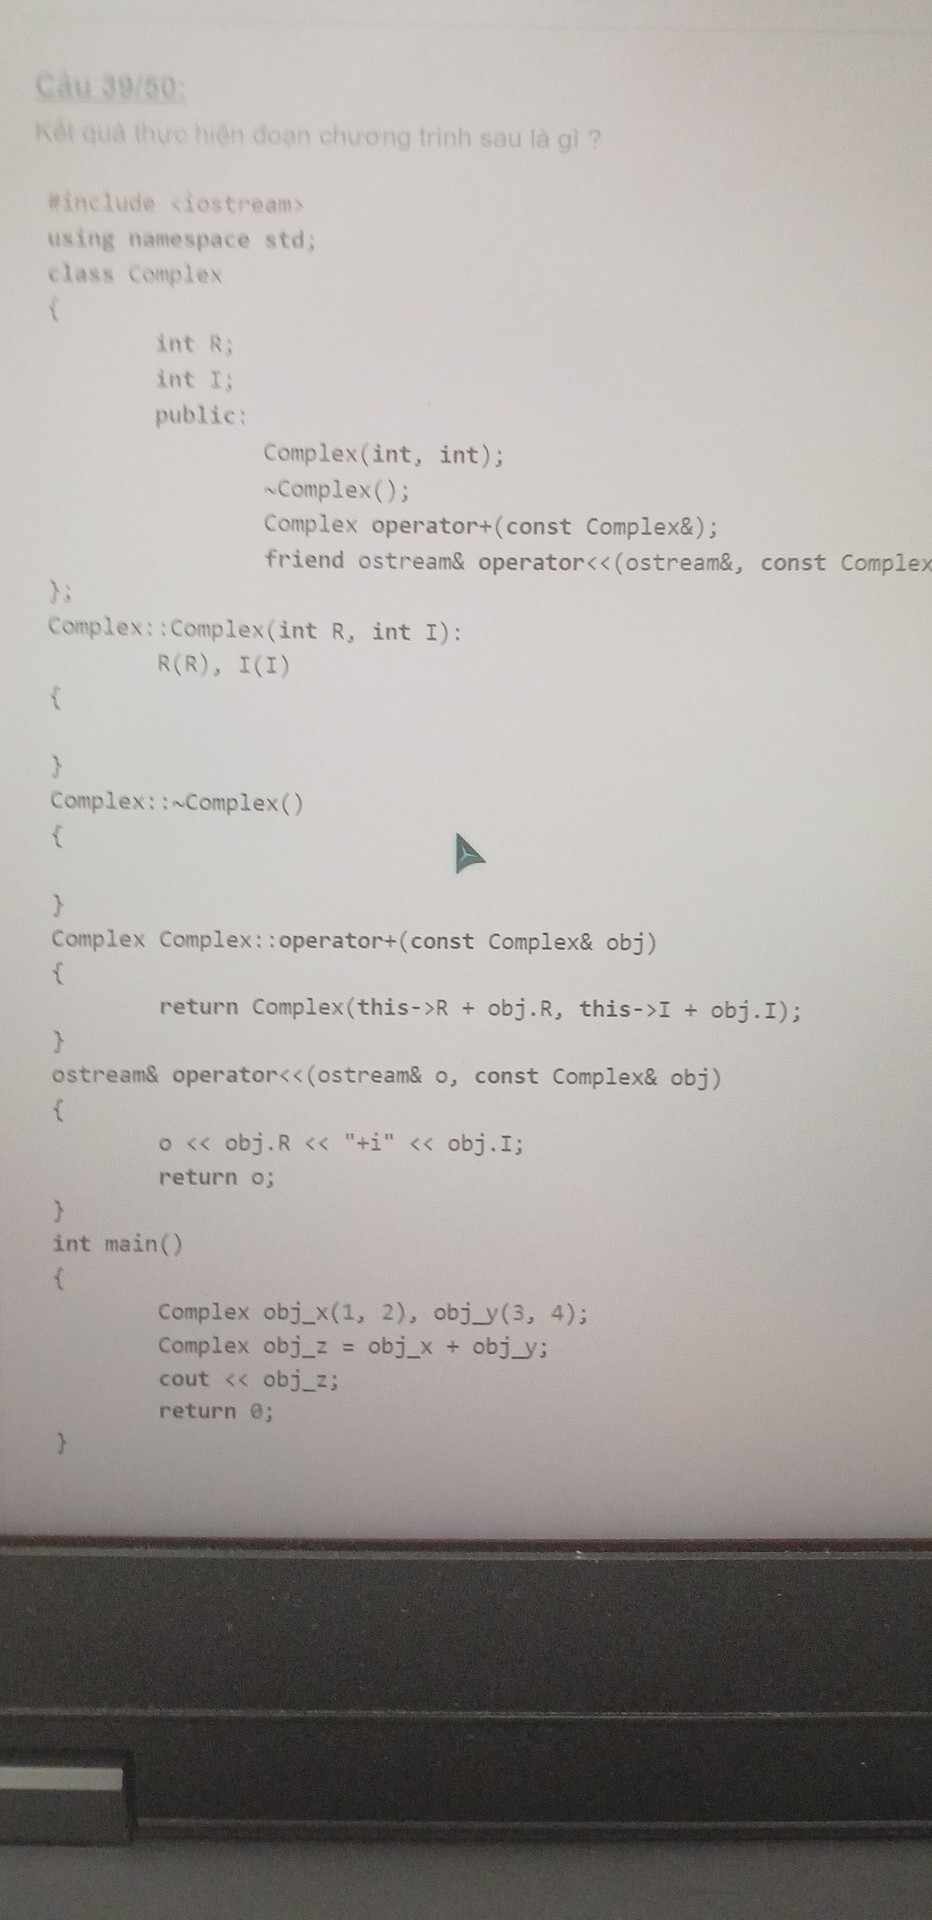 Câu 39/50:
Kết quả thực hiện đoạn chương trình sau là gì ?
#include <iostream>
using namespace std;
class Complex
{
int R;
int I;
public:
Complex(int, int);
~Complex();
Complex operator+(const Complex&);
friend ostream& operator<<(ostream&, const Complex
};
Complex::Complex(int R, int I):
R(R), I(I)
{
}
Complex::~Complex()
{
}
Complex Complex::operator+(const Complex& obj)
{
return Complex(this->R + obj.R, this->I + obj.I);
}
ostream& operator<<(ostream& o, const Complex& obj)
{
o << obj.R << "+i" << obj.I;
return o;
}
int main()
{
Complex obj_x(1, 2), obj_y(3, 4);
Complex obj_z = obj_x + obj_y;
cout << obj_z;
return 0;
}